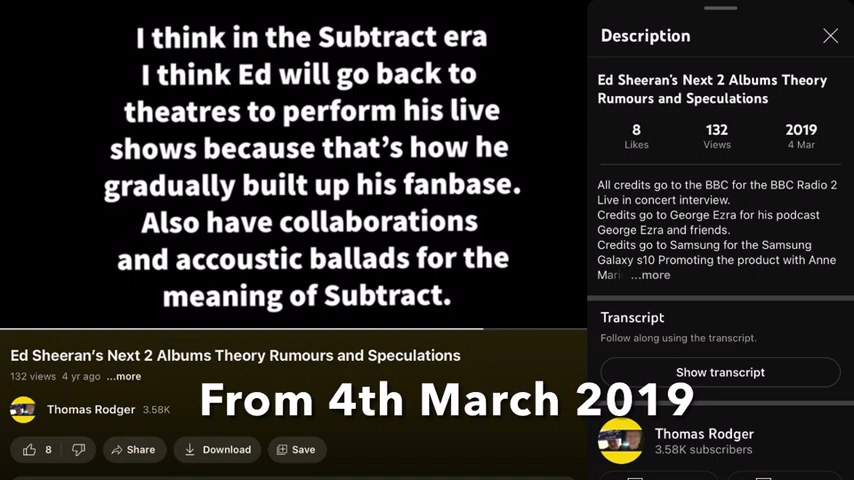 I think in the Subtract era
I think Ed will go back to
theatres to perform his live
shows because that's how he
gradually built up his fanbase.
Also have collaborations
and accoustic ballads for the
meaning of Subtract.
Ed Sheeran's Next 2 Albums Theory Rumours and Speculations
132 views 4 yr ago ...more
Thomas Rodger 3.58K
8
Share
Download
Save
From 4th March 2019
Description
Ed Sheeran's Next 2 Albums Theory
Rumours and Speculations
8 132 2019
Likes Views 4 Mar
All credits go to the BBC for the BBC Radio 2
Live in concert interview.
Credits go to George Ezra for his podcast
George Ezra and friends.
Credits go to Samsung for the Samsung
Galaxy s10 Promoting the product with Anne
...more
Transcript
Follow along using the transcript.
Show transcript
Thomas Rodger
3.58K subscribers